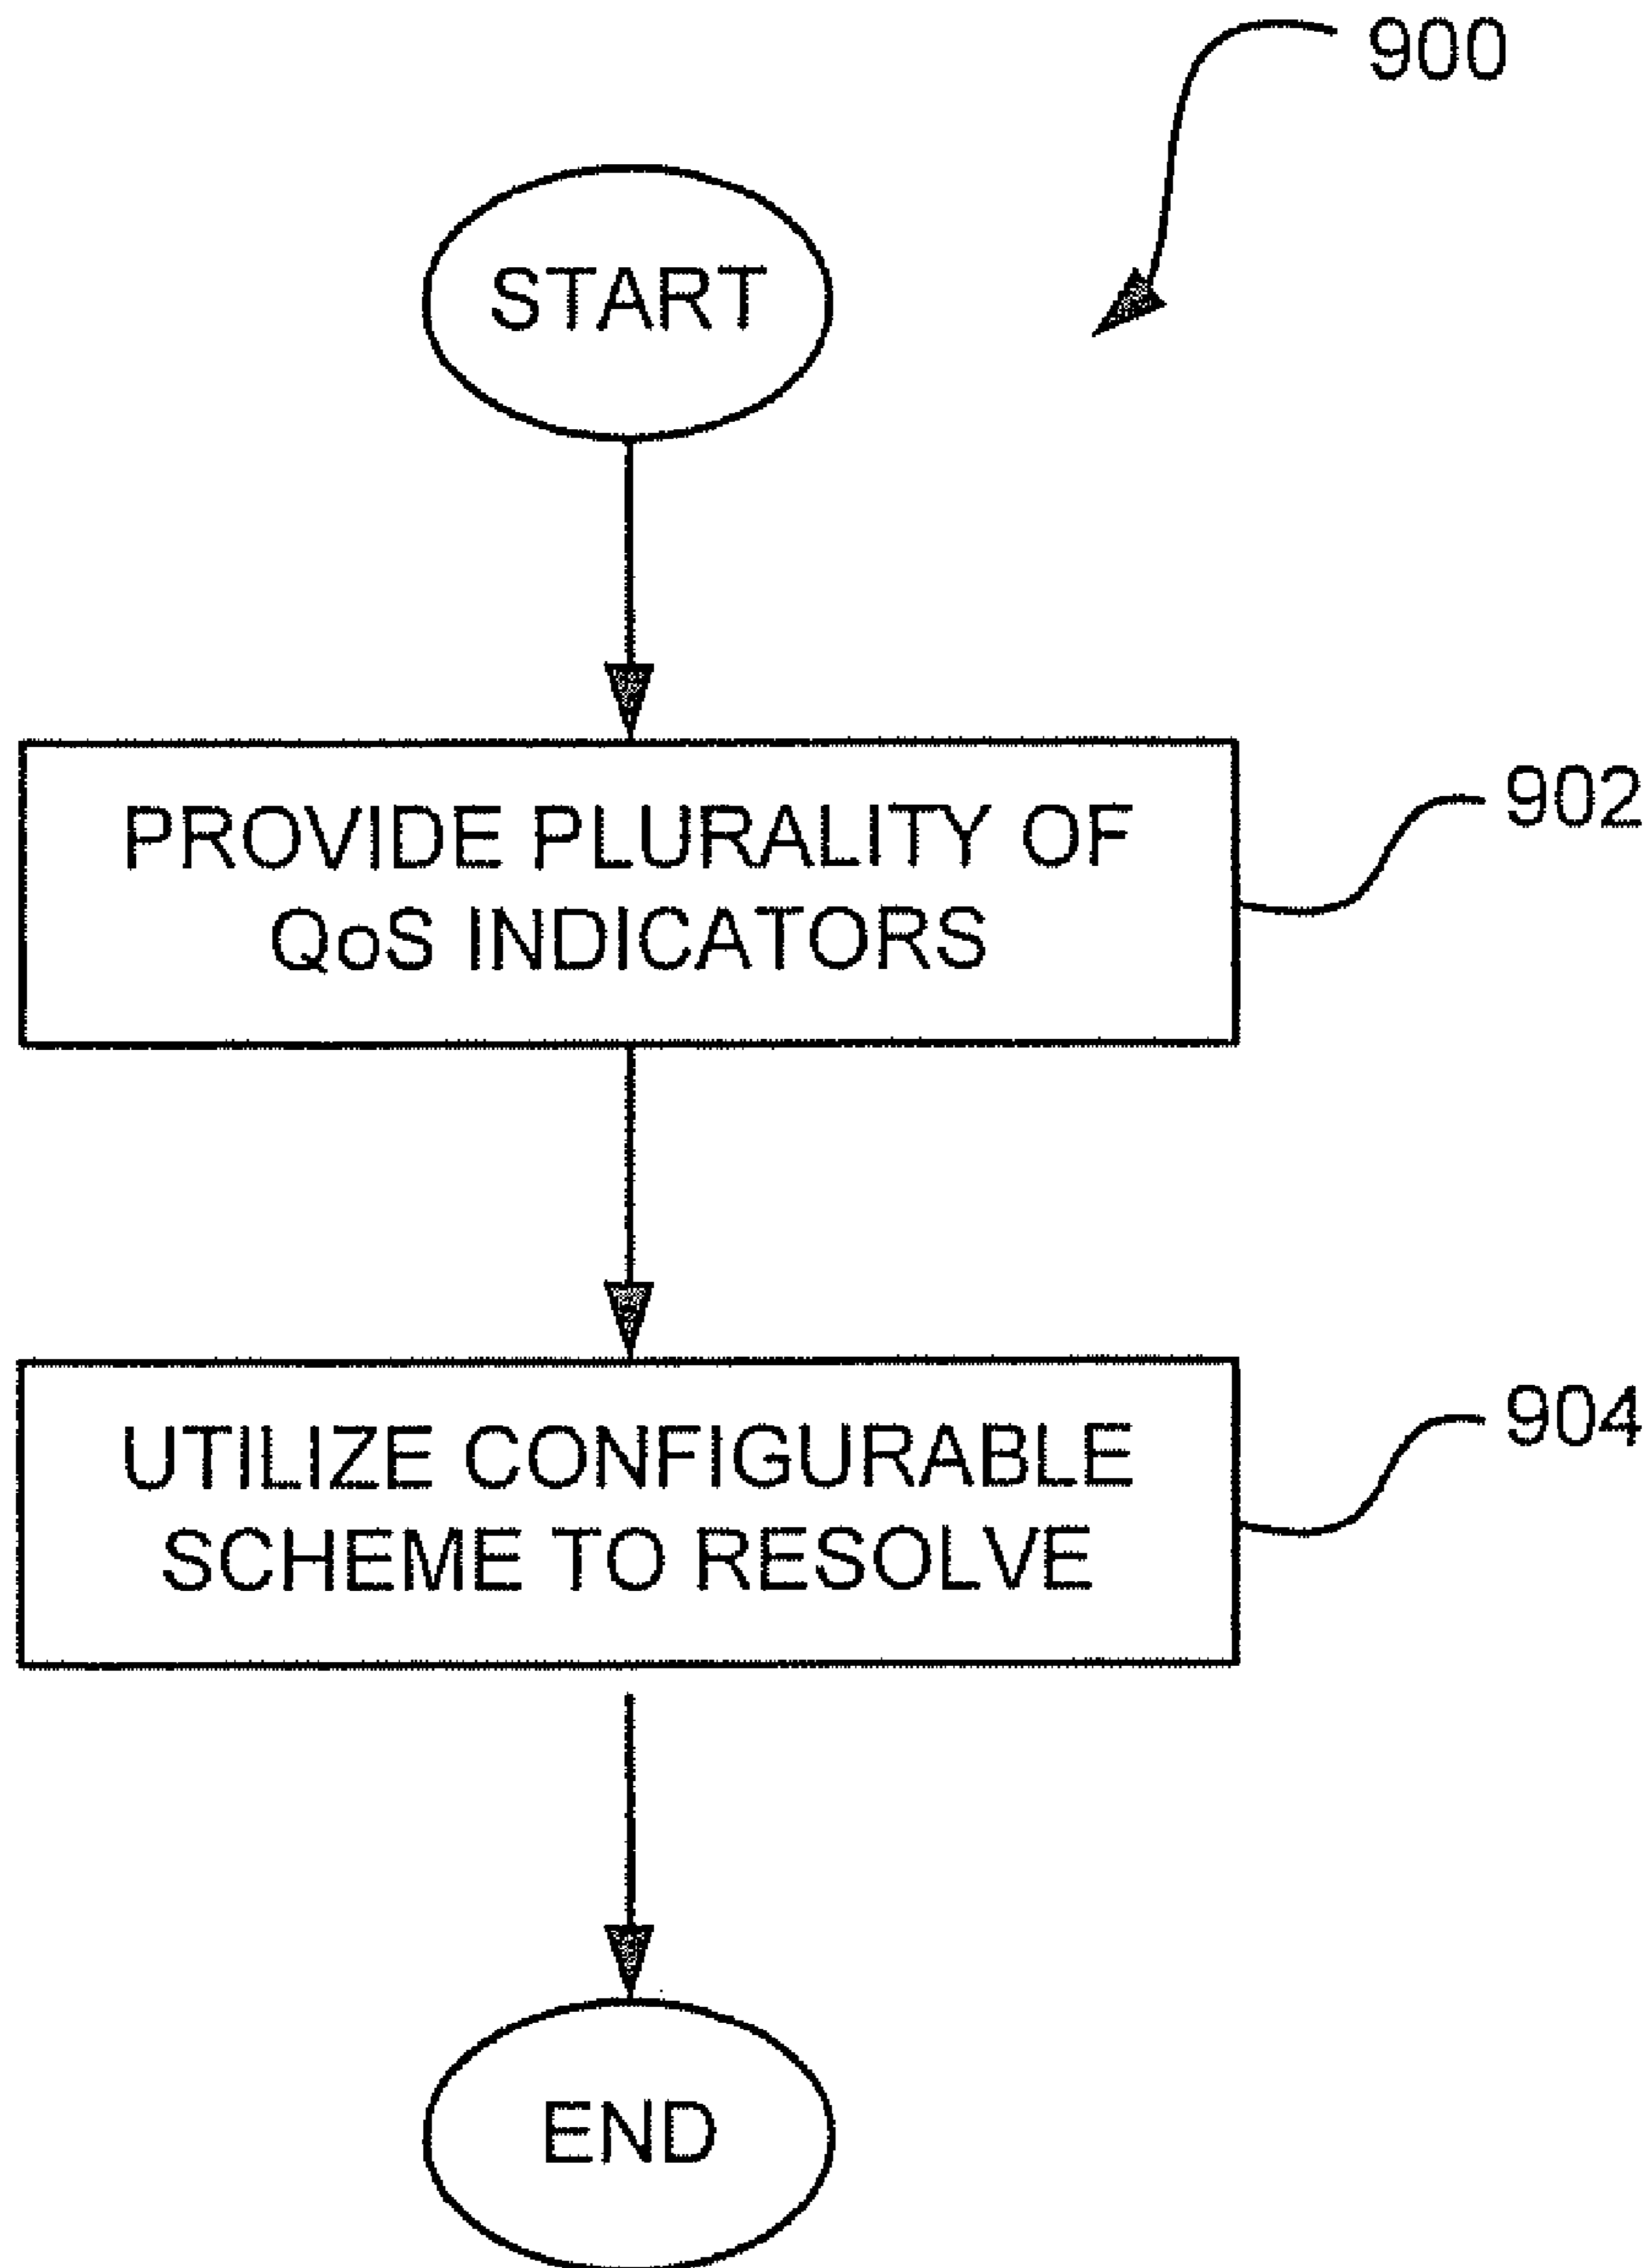 900
START
PROVIDE PLURALITY OF
QoS INDICATORS
902
UTILIZE CONFIGURABLE
SCHEME TO RESOLVE
904
END